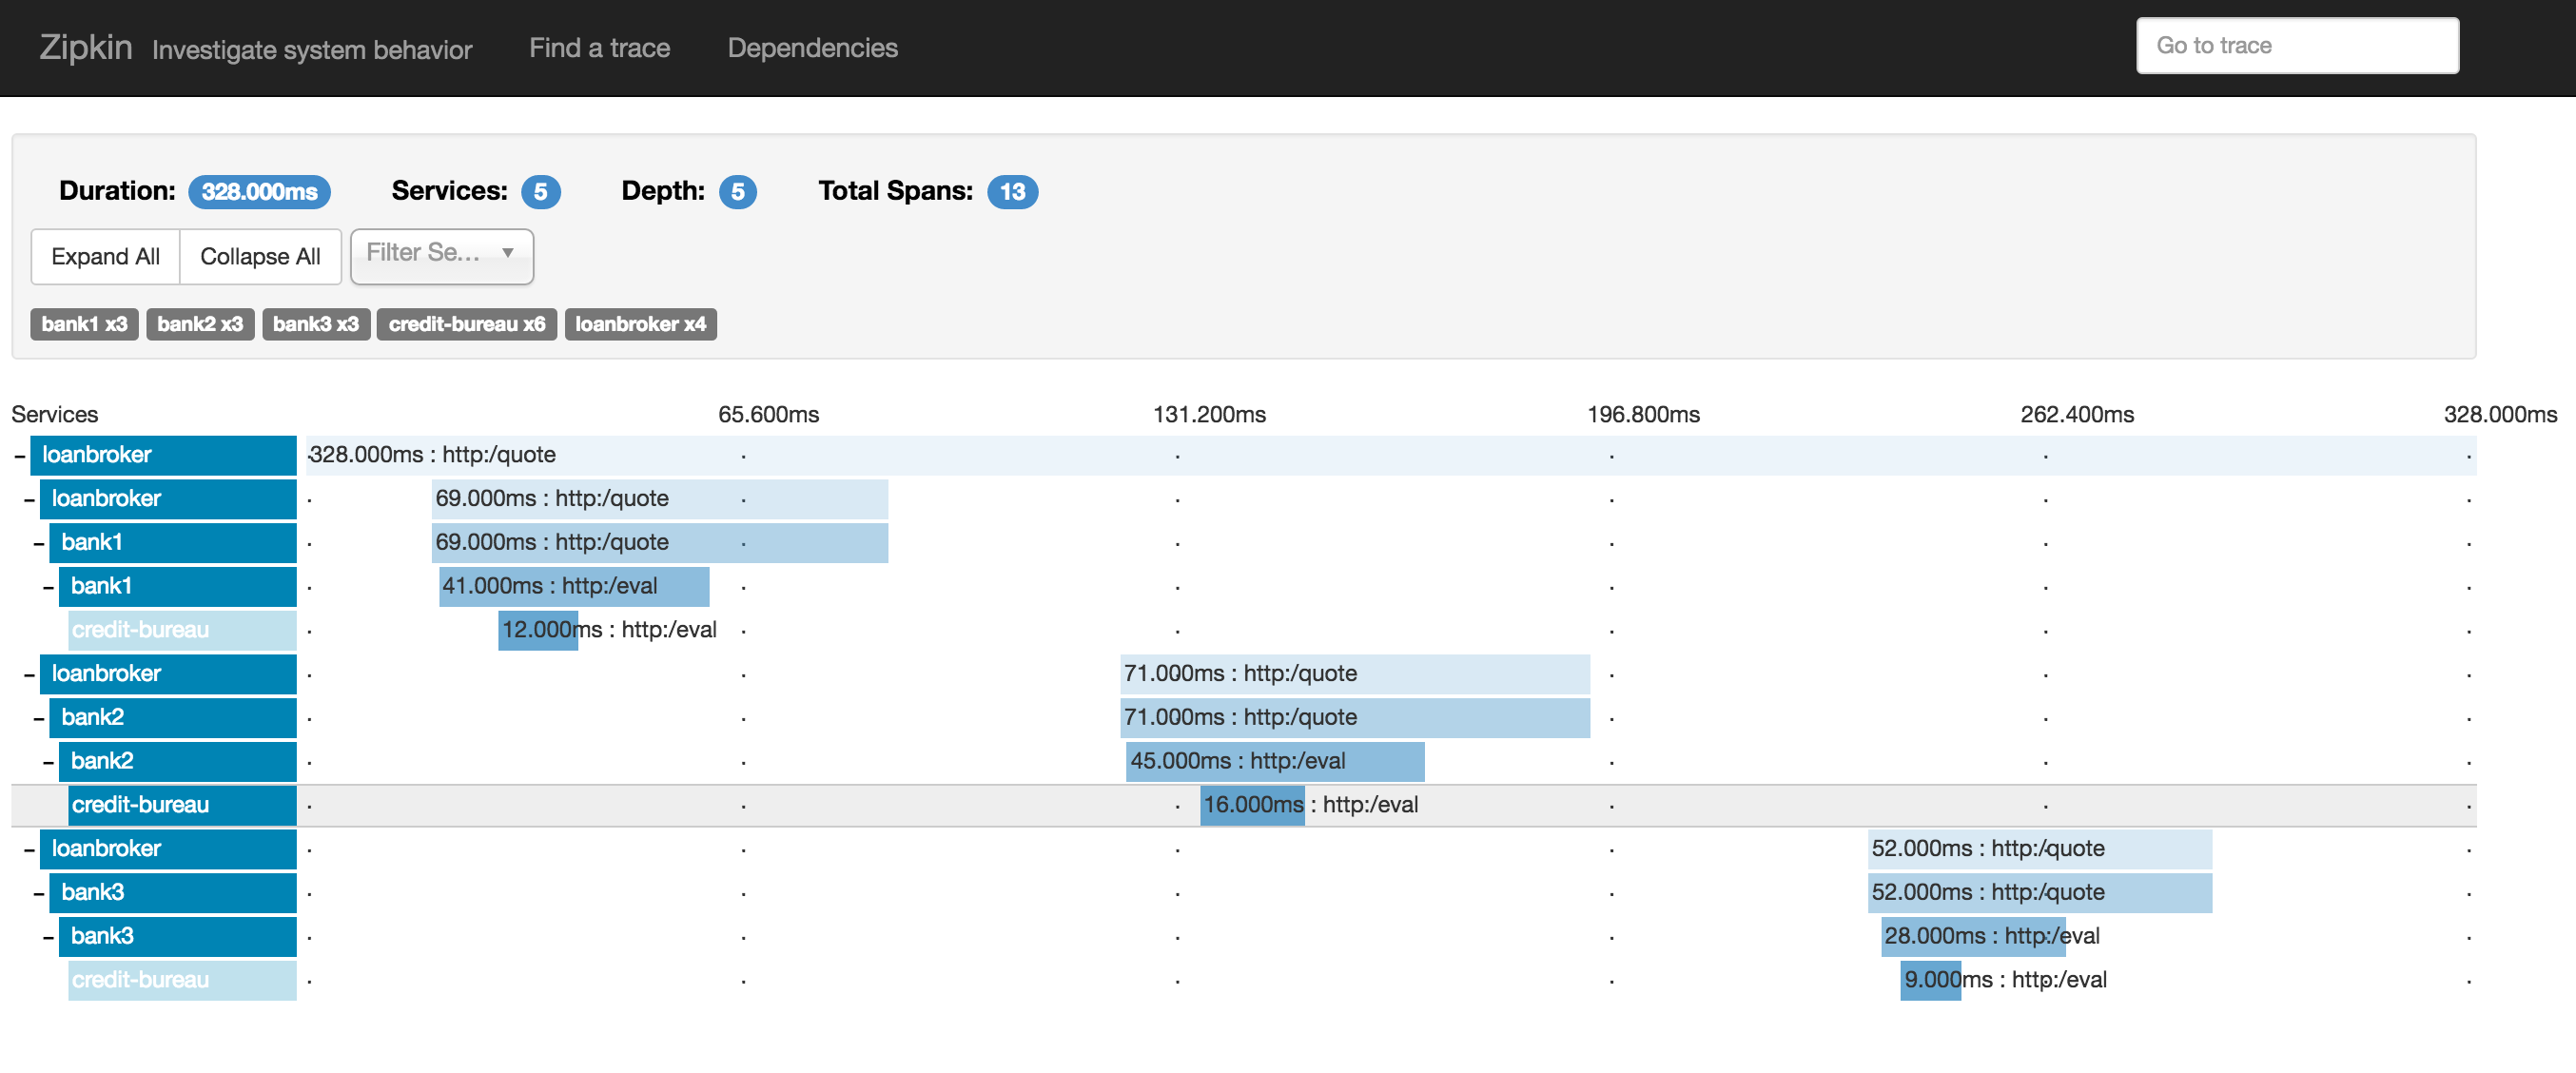 Zipkin Investigate system behavior Find a trace Dependencies Go to trace
Duration: 328.000ms Services: 5 Depth: 5 Total Spans: 13
Expand All Collapse All Filter Se...
bank1 x3 bank2 x3 bank3 x3 credit-bureau x6 loanbroker x4
Services 65.600ms 131.200ms 196.800ms 262.400ms 328.000ms
- loanbroker 328.000ms : http:/quote
- loanbroker 69.000ms : http:/quote
- bank1 69.000ms : http:/quote
- bank1 41.000ms : http:/eval
credit-bureau 12.000ms : http:/eval
- loanbroker 71.000ms : http:/quote
- bank2 71.000ms : http:/quote
- bank2 45.000ms : http:/eval
credit-bureau 16.000ms : http:/eval
- loanbroker 52.000ms : http:/quote
- bank3 52.000ms : http:/quote
- bank3 28.000ms : http:/eval
credit-bureau 9.000ms : http:/eval